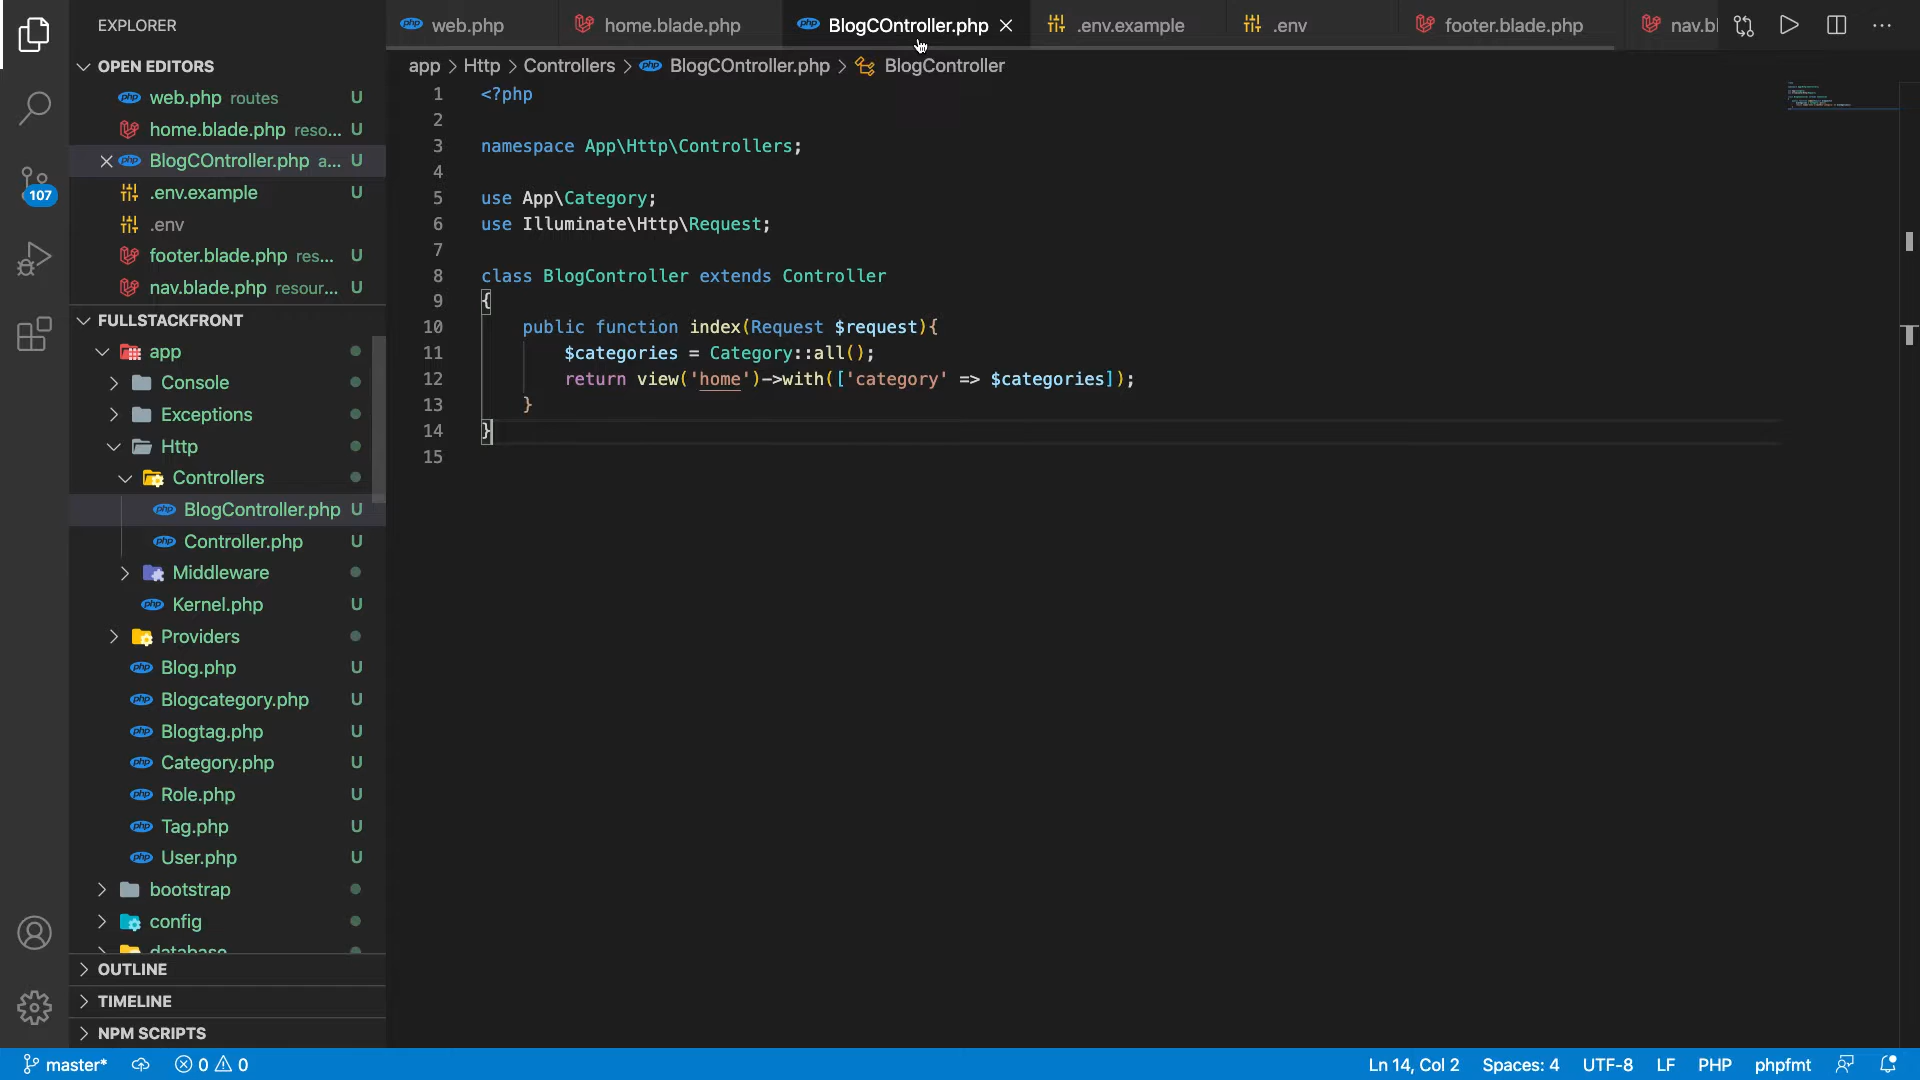 EXPLORER
OPEN EDITORS
web.php routes U
home.blade.php reso... U
BlogCOntroller.php a... U
.env.example U
.env
footer.blade.php res... U
nav.blade.php resour... U
FULLSTACKFRONT
app
Console
Exceptions
Http
Controllers
BlogController.php U
Controller.php U
Middleware
Kernel.php U
Providers
Blog.php U
Blogcategory.php U
Blogtag.php U
Category.php U
Role.php U
Tag.php U
User.php U
bootstrap
config
database
OUTLINE
TIMELINE
NPM SCRIPTS
107
web.php home.blade.php BlogCOntroller.php .env.example .env footer.blade.php nav.bl
app > Http > Controllers > BlogCOntroller.php > BlogController
1 <?php
2
3 namespace App\Http\Controllers;
4
5 use App\Category;
6 use Illuminate\Http\Request;
7
8 class BlogController extends Controller
9 {
10 public function index(Request $request){
11 $categories = Category::all();
12 return view('home')->with(['category' => $categories]);
13 }
14 }
15
master* 0 0 Ln 14, Col 2 Spaces: 4 UTF-8 LF PHP phpfmt